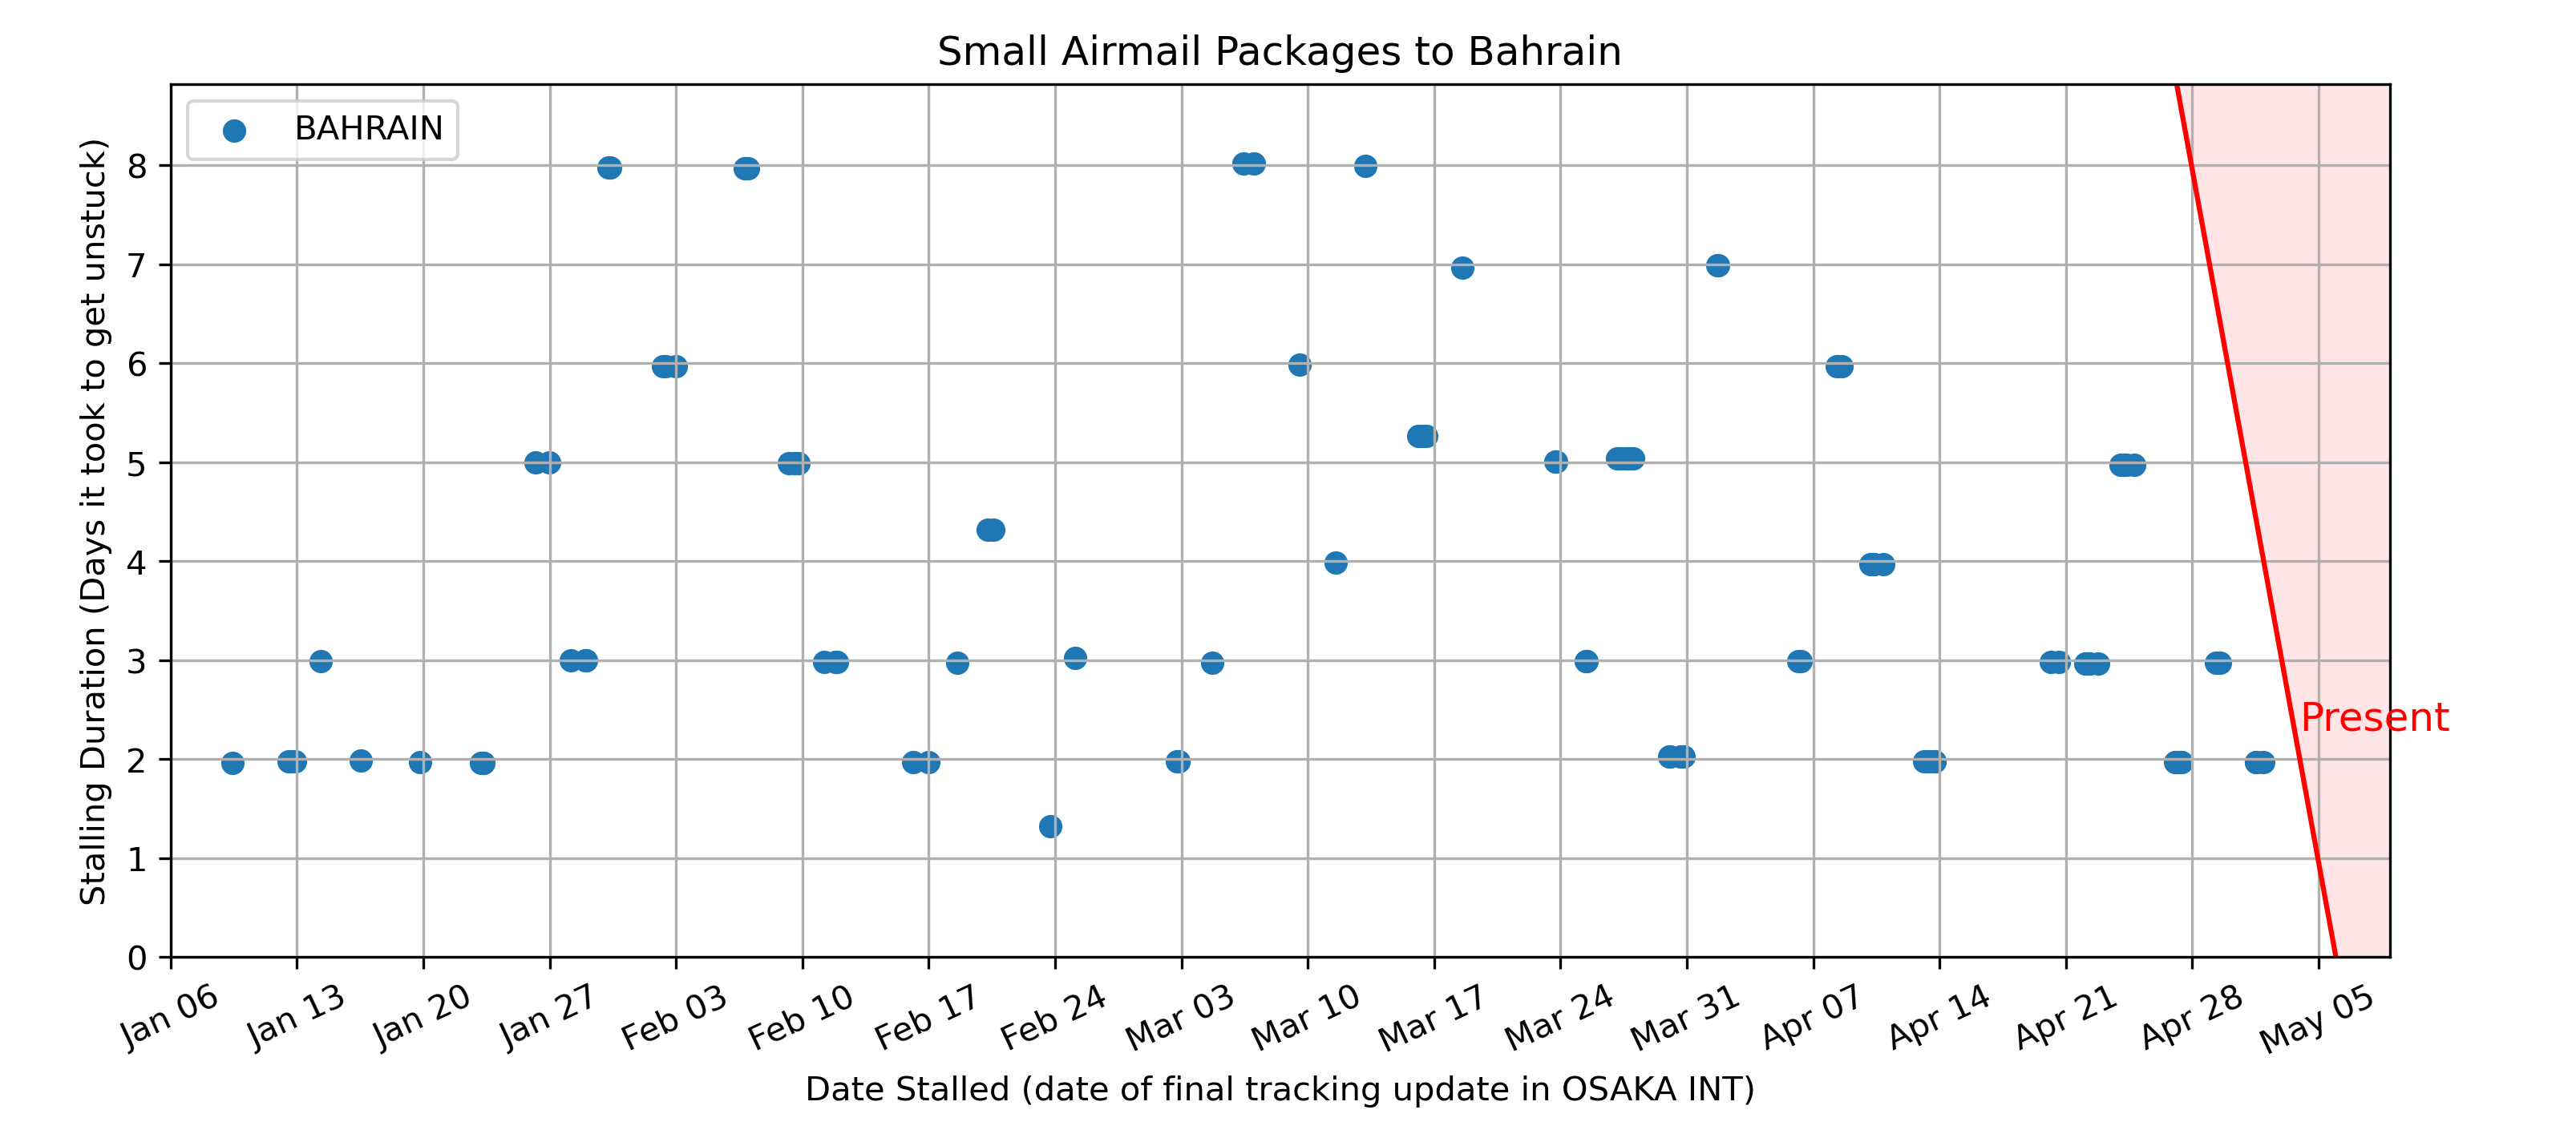 Small Airmail Packages to Bahrain
BAHRAIN
Stalling Duration (Days it took to get unstuck)
8
7
6
5
4
3
2
1
0
Present
Jan 06
Jan 13
Jan 20
Jan 27
Feb 03
Feb 10
Feb 17
Feb 24
Mar 03
Mar 10
Mar 17
Mar 24
Mar 31
Apr 07
Apr 14
Apr 21
Apr 28
May 05
Date Stalled (date of final tracking update in OSAKA INT)